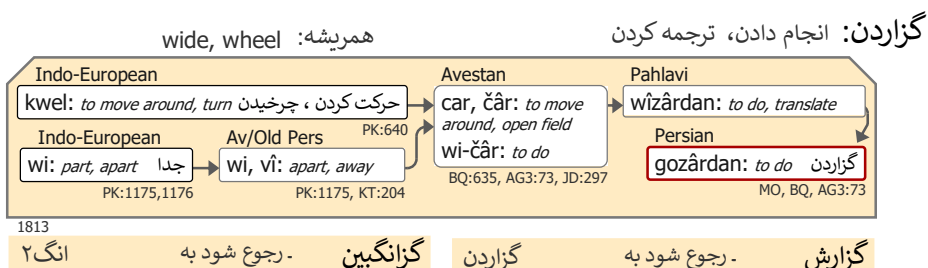 گزاردن: انجام دادن، ترجمه کردن همریشه: wide, wheel
Indo-European
kwel: to move around, turn حرکت کردن ، چرخیدن
PK:640
Indo-European
wi: part, apart جدا
PK:1175,1176
Av/Old Pers
wi, vî: apart, away
PK:1175, KT:204
Avestan
car, čâr: to move
around, open field
wi-čâr: to do
BQ:635, AG3:73, JD:297
Pahlavi
wîzârdan: to do, translate
Persian
gozârdan: to do گزاردن
MO, BQ, AG3:73
1813
گزارش ـ رجوع شود به گزاردن
گزانگبین ـ رجوع شود به انگ۲